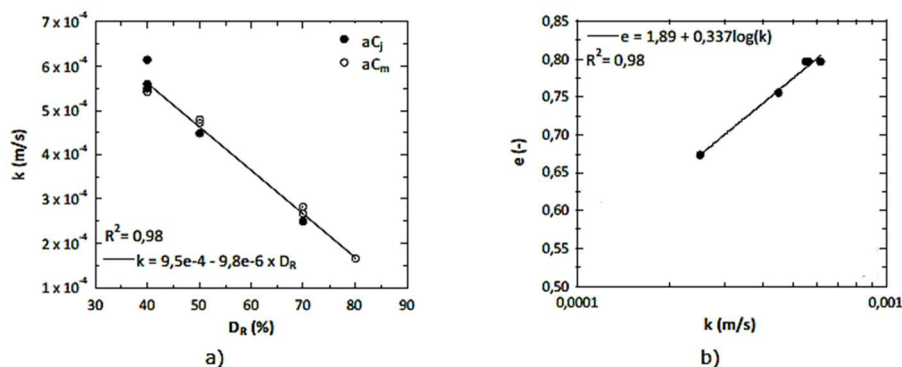 7 x 10⁻⁴
6 x 10⁻⁴
5 x 10⁻⁴
4 x 10⁻⁴
3 x 10⁻⁴
2 x 10⁻⁴
1 x 10⁻⁴
k (m/s)
aCⱼ
aCₘ
R²= 0,98
k = 9,5e-4 - 9,8e-6 x D_R
30 40 50 60 70 80 90
D_R (%)
a)
e = 1,89 + 0,337log(k)
R²= 0,98
0,85
0,80
0,75
0,70
0,65
0,60
0,55
0,50
e (-)
0,0001 0,001
k (m/s)
b)